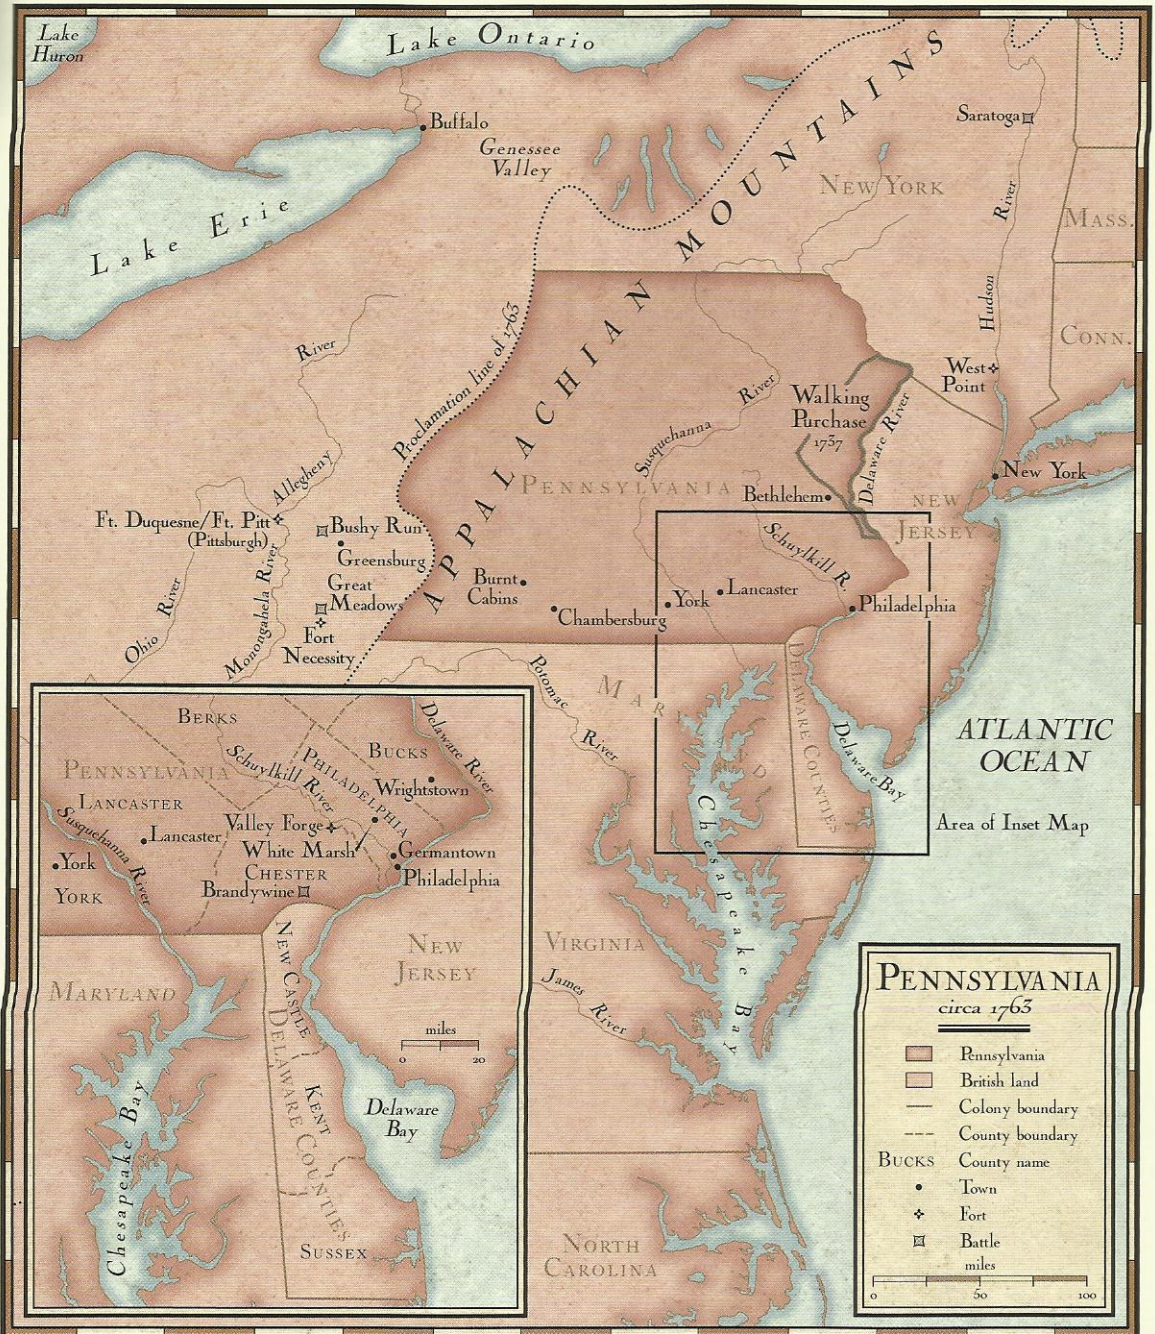 Lake
Huron
Lake Ontario
Buffalo
Genessee
Valley
Lake Erie
APPALACHIAN MOUNTAINS
Saratoga
NEW YORK
Hudson River
MASS.
CONN.
West
Point
New York
Proclamation line of 1763
Allegheny River
Susquehanna River
Walking
Purchase
1737
Delaware River
PENNSYLVANIA
Bethlehem
NEW
JERSEY
Ft. Duquesne/Ft. Pitt
(Pittsburgh)
Bushy Run
Greensburg
Great
Meadows
Fort
Necessity
Ohio River
Monongahela River
Burnt
Cabins
Chambersburg
York
Lancaster
Schuylkill R.
Philadelphia
Potomac River
MARYLAND
DELAWARE COUNTIES
Delaware Bay
Chesapeake Bay
ATLANTIC
OCEAN
Area of Inset Map
VIRGINIA
James River
NORTH
CAROLINA
BERKS
PENNSYLVANIA
LANCASTER
Schuylkill River
PHILADELPHIA
BUCKS
Delaware River
Wrightstown
Susquehanna River
Lancaster
Valley Forge
White Marsh
Germantown
York
YORK
CHESTER
Brandywine
Philadelphia
MARYLAND
NEW CASTLE
NEW
JERSEY
miles
0 20
DELAWARE COUNTIES
KENT
Delaware
Bay
Chesapeake Bay
SUSSEX
PENNSYLVANIA
circa 1763
Pennsylvania
British land
Colony boundary
County boundary
BUCKS County name
Town
Fort
Battle
miles
0 50 100